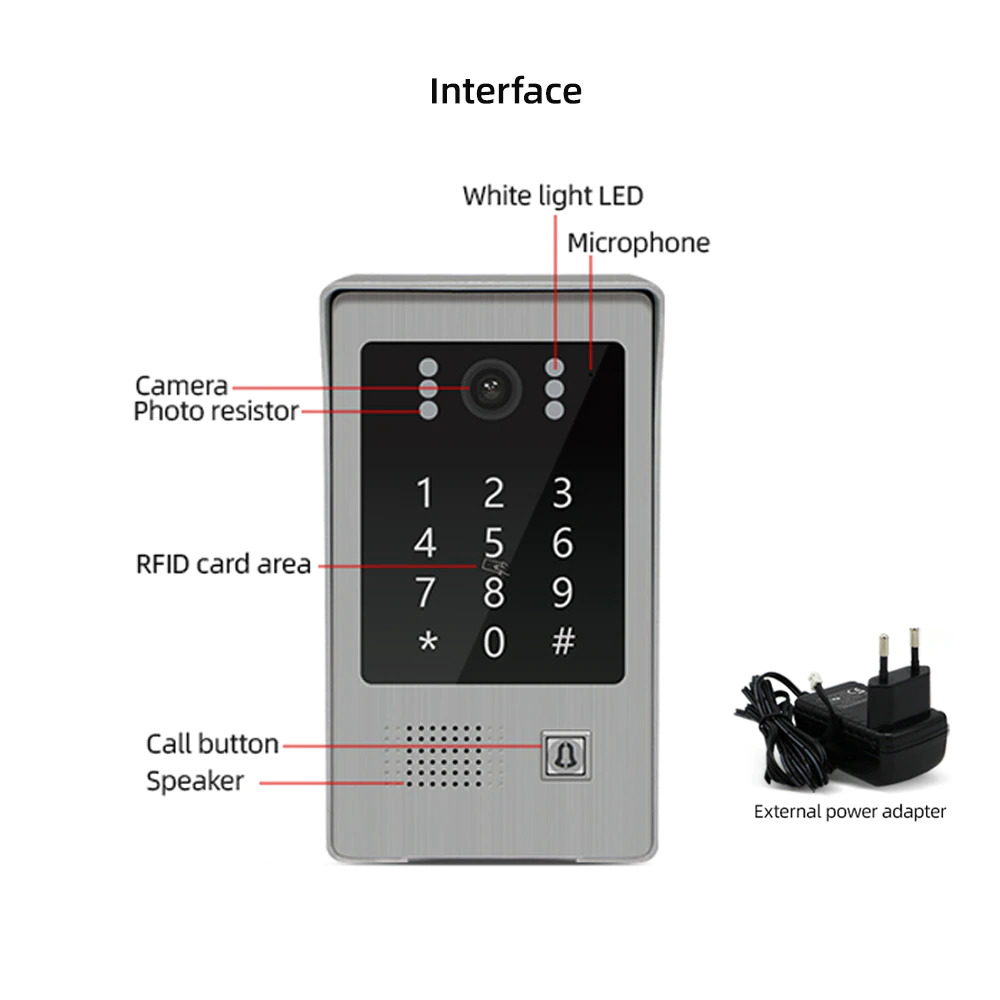 Interface
White light LED
Microphone
Camera
Photo resistor
1 2 3
4 5 6
RFID card area
7 8 9
* 0 #
Call button
Speaker
External power adapter